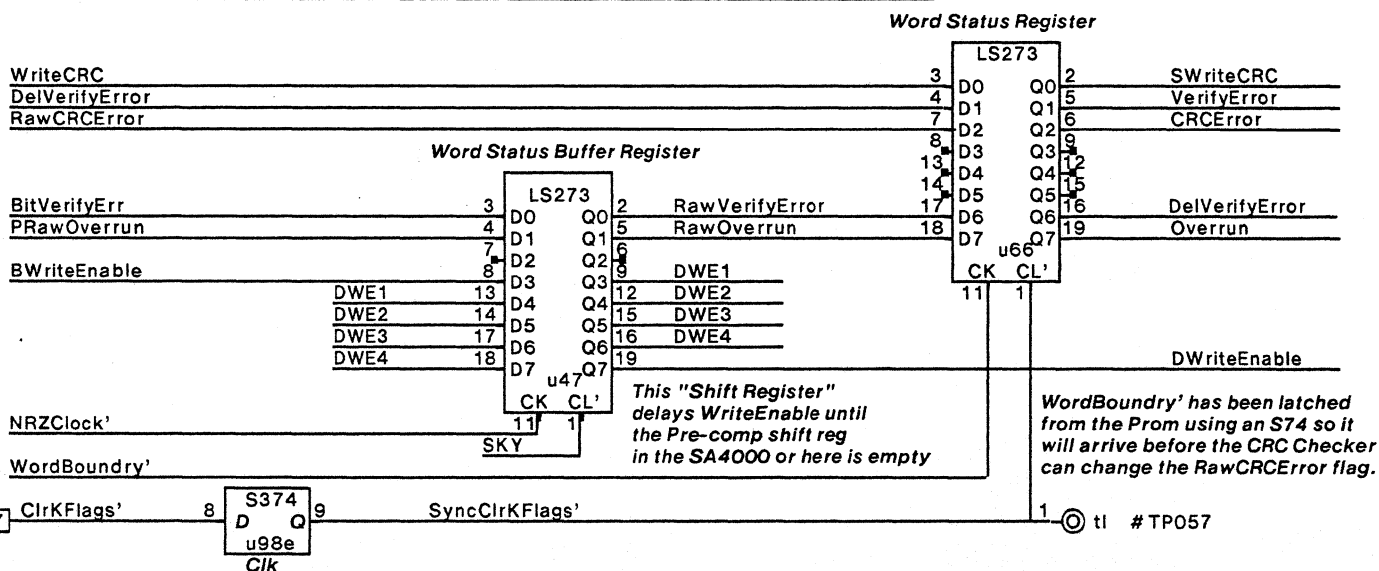 Word Status Register
LS273
WriteCRC 3 D0 Q0 2 SWriteCRC
DelVerifyError 4 D1 Q1 5 VerifyError
RawCRCError 7 D2 Q2 6 CRCError
8 D3 Q3 9
13 D4 Q4 12
14 D5 Q5 15
17 D6 Q6 16 DelVerifyError
18 D7 Q7 19 Overrun
u66
CK CL'
11 1
Word Status Buffer Register
LS273
BitVerifyErr 3 D0 Q0 2 RawVerifyError
PRawOverrun 4 D1 Q1 5 RawOverrun
7 D2 Q2 6
BWriteEnable 8 D3 Q3 9 DWE1
DWE1 13 D4 Q4 12 DWE2
DWE2 14 D5 Q5 15 DWE3
DWE3 17 D6 Q6 16 DWE4
DWE4 18 D7 Q7 19 DWriteEnable
u47
CK CL'
11 1
NRZClock'
SKY
This "Shift Register"
delays WriteEnable until
the Pre-comp shift reg
in the SA4000 or here is empty
WordBoundry' has been latched
from the Prom using an S74 so it
will arrive before the CRC Checker
can change the RawCRCError flag.
WordBoundry'
S374
ClrKFlags' 8 D Q 9 SyncClrKFlags' 1 tl #TP057
u98e
Clk